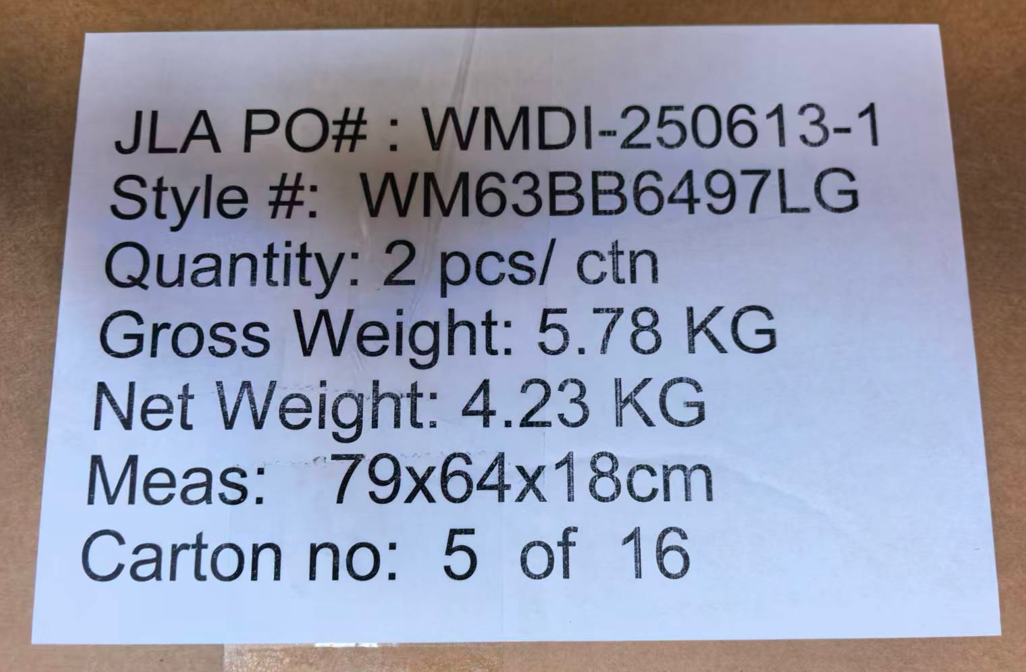 JLA PO# : WMDI-250613-1
Style #: WM63BB6497LG
Quantity: 2 pcs/ ctn
Gross Weight: 5.78 KG
Net Weight: 4.23 KG
Meas: 79x64x18cm
Carton no: 5 of 16